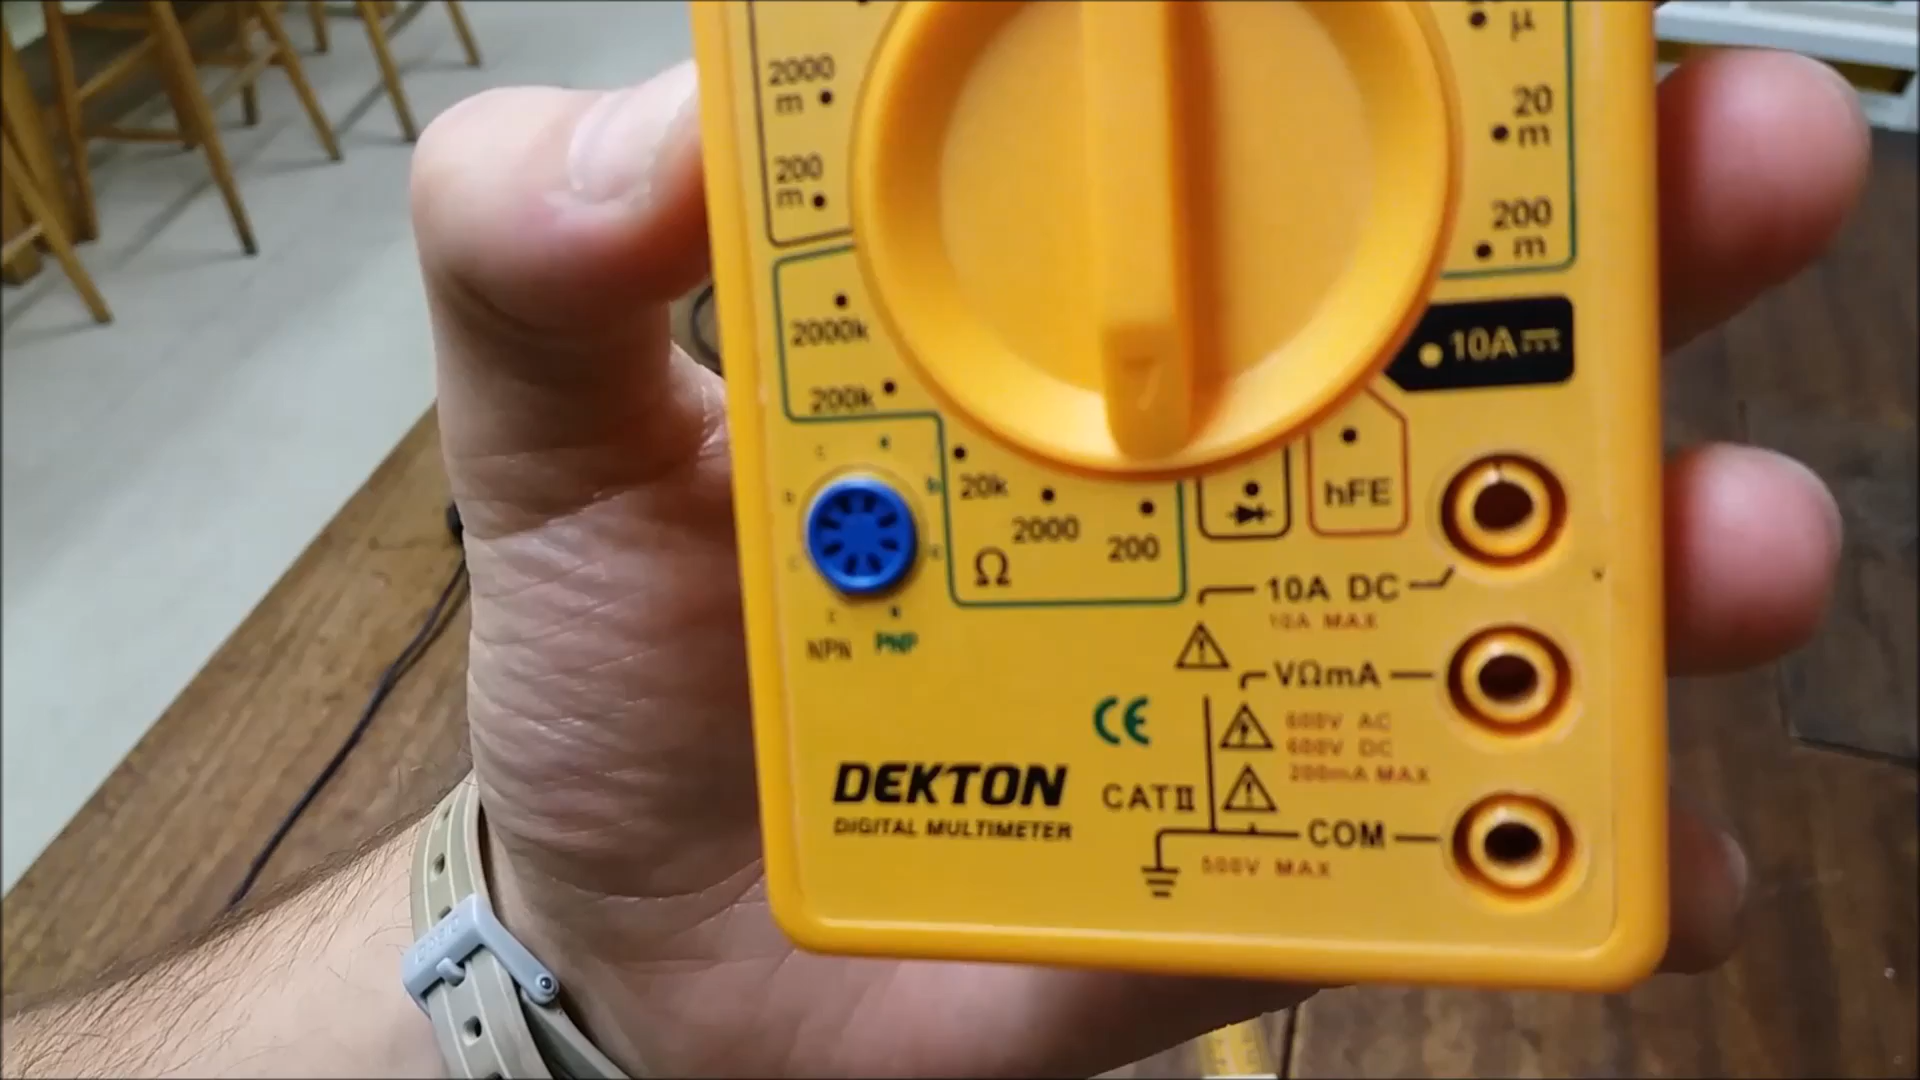 2000
m
200
m
2000k
200k
20k
2000
200
Ω
hFE
μ
20
m
200
m
10A
10A DC
10A MAX
VΩmA
600V AC
600V DC
200mA MAX
COM
500V MAX
NPN
PNP
CE
CAT II
DEKTON
DIGITAL MULTIMETER